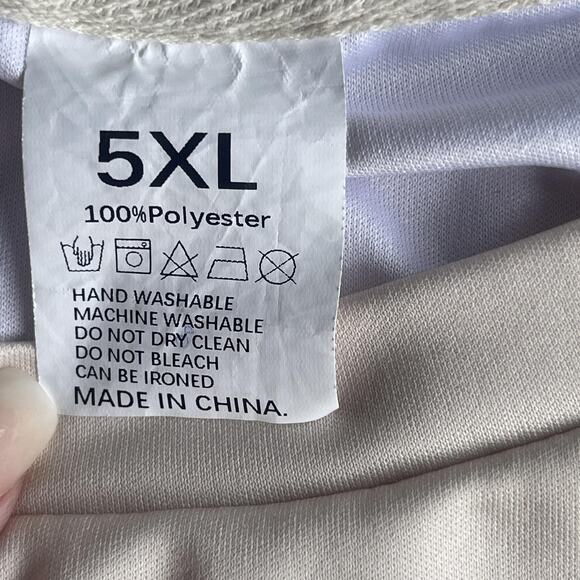 5XL
100%Polyester
HAND WASHABLE
MACHINE WASHABLE
DO NOT DRY CLEAN
DO NOT BLEACH
CAN BE IRONED
MADE IN CHINA.